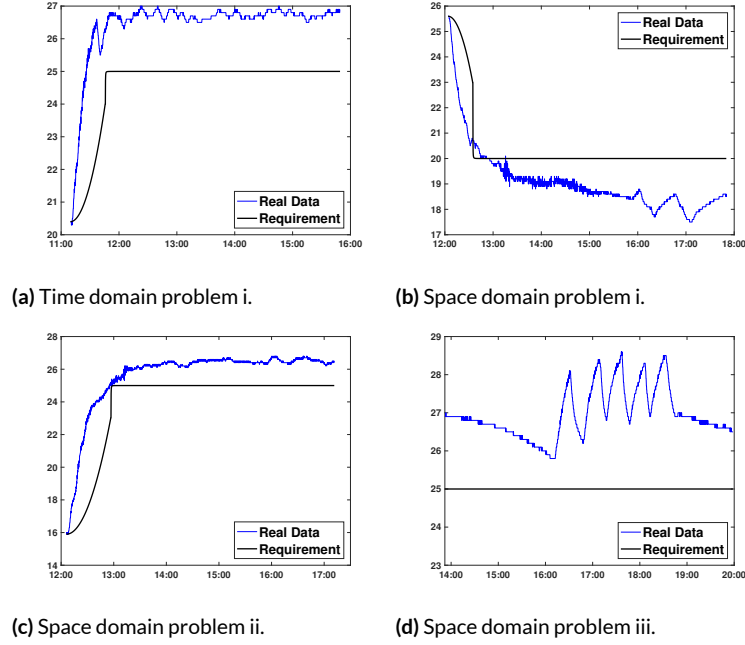 27
26
25
24
23
22
21
20
11:00 12:00 13:00 14:00 15:00 16:00
Real Data
Requirement
(a) Time domain problem i.
26
25
24
23
22
21
20
19
18
17
12:00 13:00 14:00 15:00 16:00 17:00 18:00
Real Data
Requirement
(b) Space domain problem i.
28
26
24
22
20
18
16
14
12:00 13:00 14:00 15:00 16:00 17:00
Real Data
Requirement
(c) Space domain problem ii.
29
28
27
26
25
24
23
14:00 15:00 16:00 17:00 18:00 19:00 20:00
Real Data
Requirement
(d) Space domain problem iii.